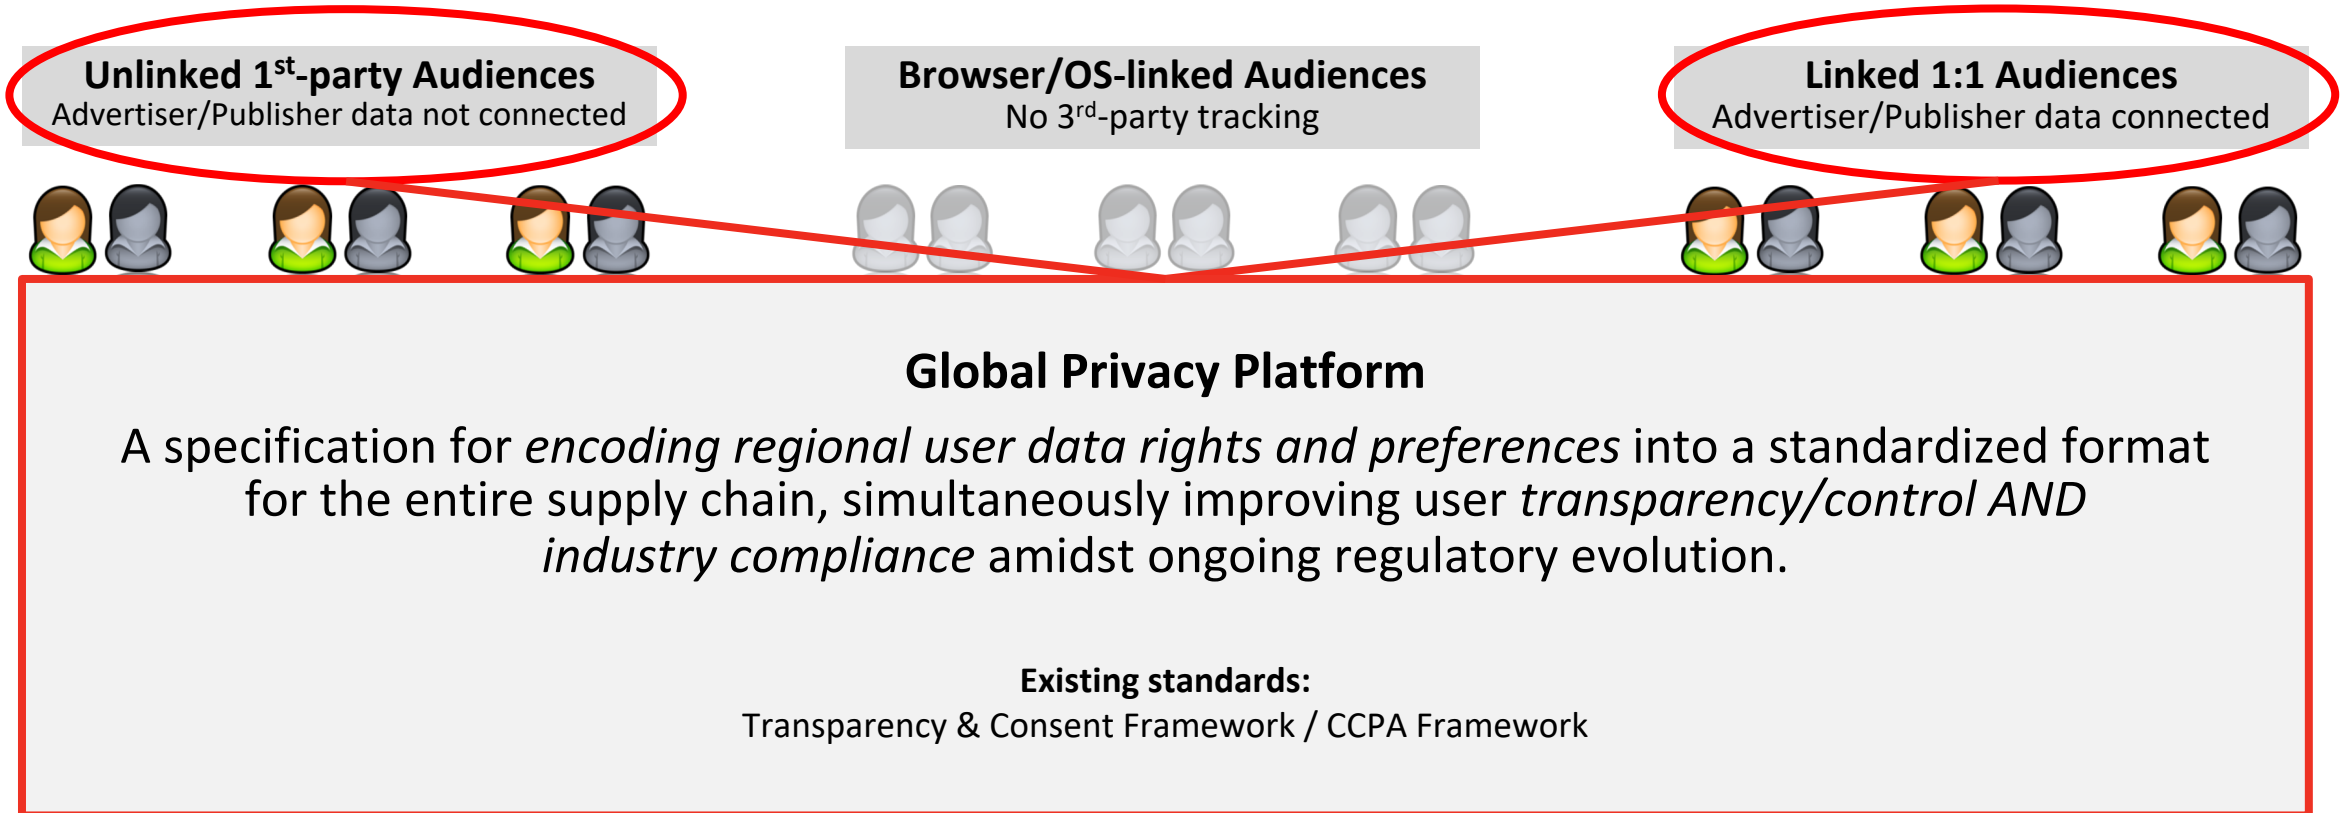 Unlinked 1st-party Audiences
Advertiser/Publisher data not connected
Browser/OS-linked Audiences
No 3rd-party tracking
Linked 1:1 Audiences
Advertiser/Publisher data connected
Global Privacy Platform
A specification for encoding regional user data rights and preferences into a standardized format
for the entire supply chain, simultaneously improving user transparency/control AND
industry compliance amidst ongoing regulatory evolution.
Existing standards:
Transparency & Consent Framework / CCPA Framework